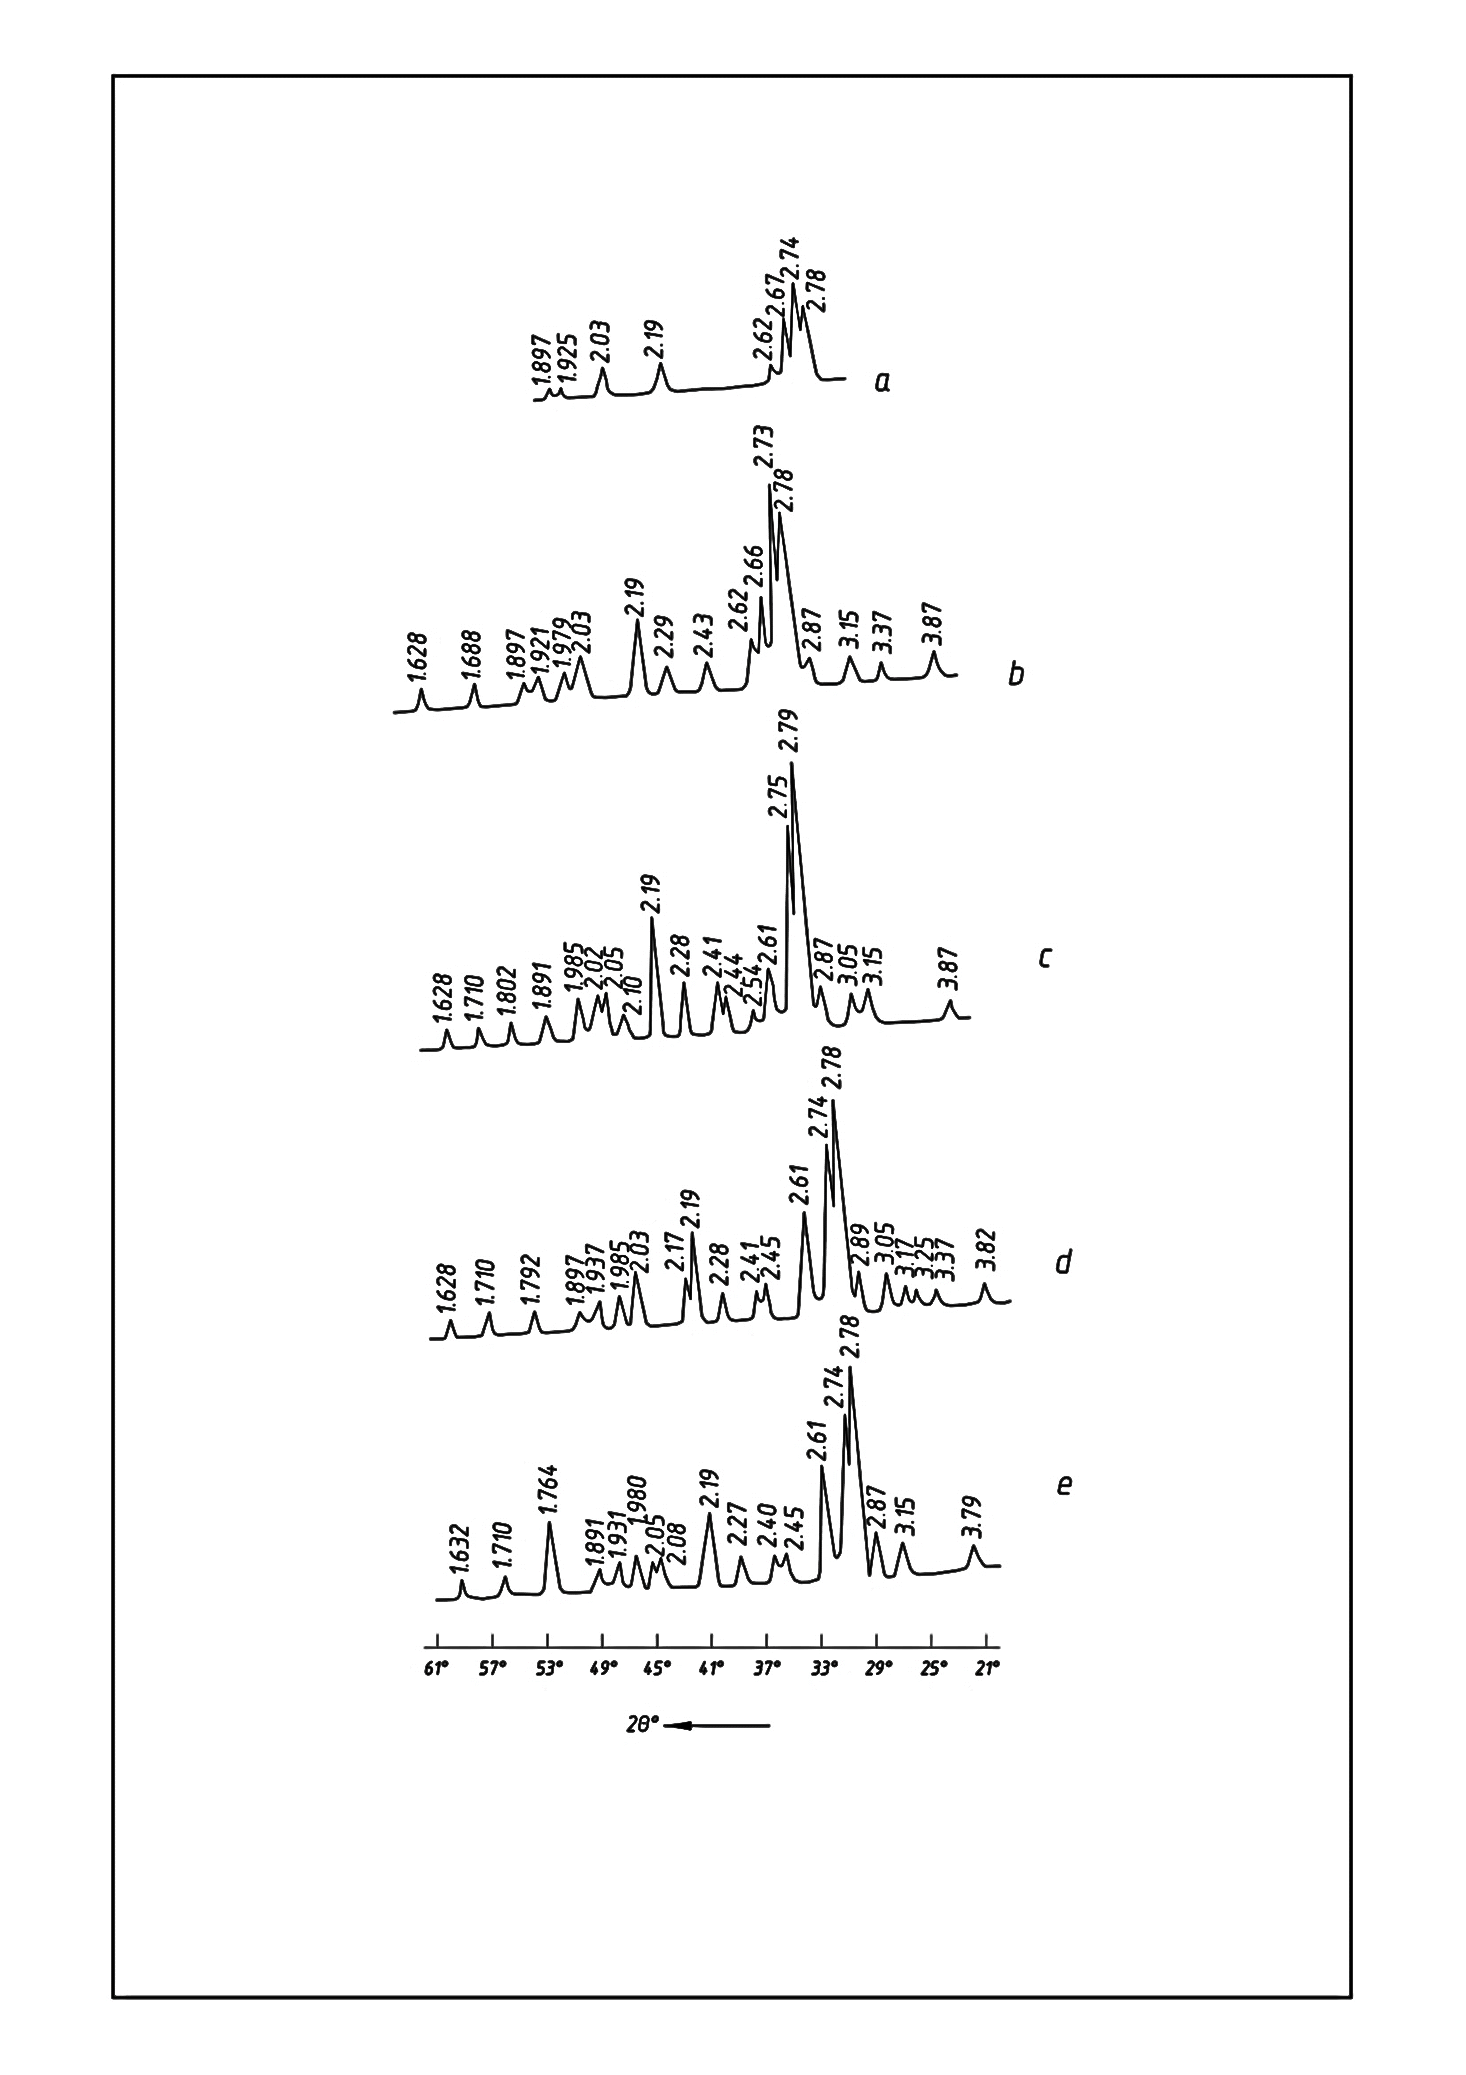 1.897 1.925 2.03 2.19 2.62 2.67 2.74 2.78
a
1.628 1.688 1.897 1.921 1.979 2.03 2.19 2.29 2.43 2.62 2.66 2.73 2.78 2.87 3.15 3.37 3.87
b
1.628 1.710 1.802 1.891 1.985 2.02 2.05 2.10 2.19 2.28 2.41 2.44 2.54 2.61 2.75 2.79 2.87 3.05 3.15 3.87
c
1.628 1.710 1.792 1.897 1.937 1.985 2.03 2.17 2.19 2.28 2.41 2.45 2.61 2.74 2.78 2.89 3.05 3.17 3.25 3.37 3.82
d
1.632 1.710 1.764 1.891 1.931 1.980 2.05 2.08 2.19 2.27 2.40 2.45 2.61 2.74 2.78 2.87 3.15 3.79
e
61° 57° 53° 49° 45° 41° 37° 33° 29° 25° 21°
2θ°